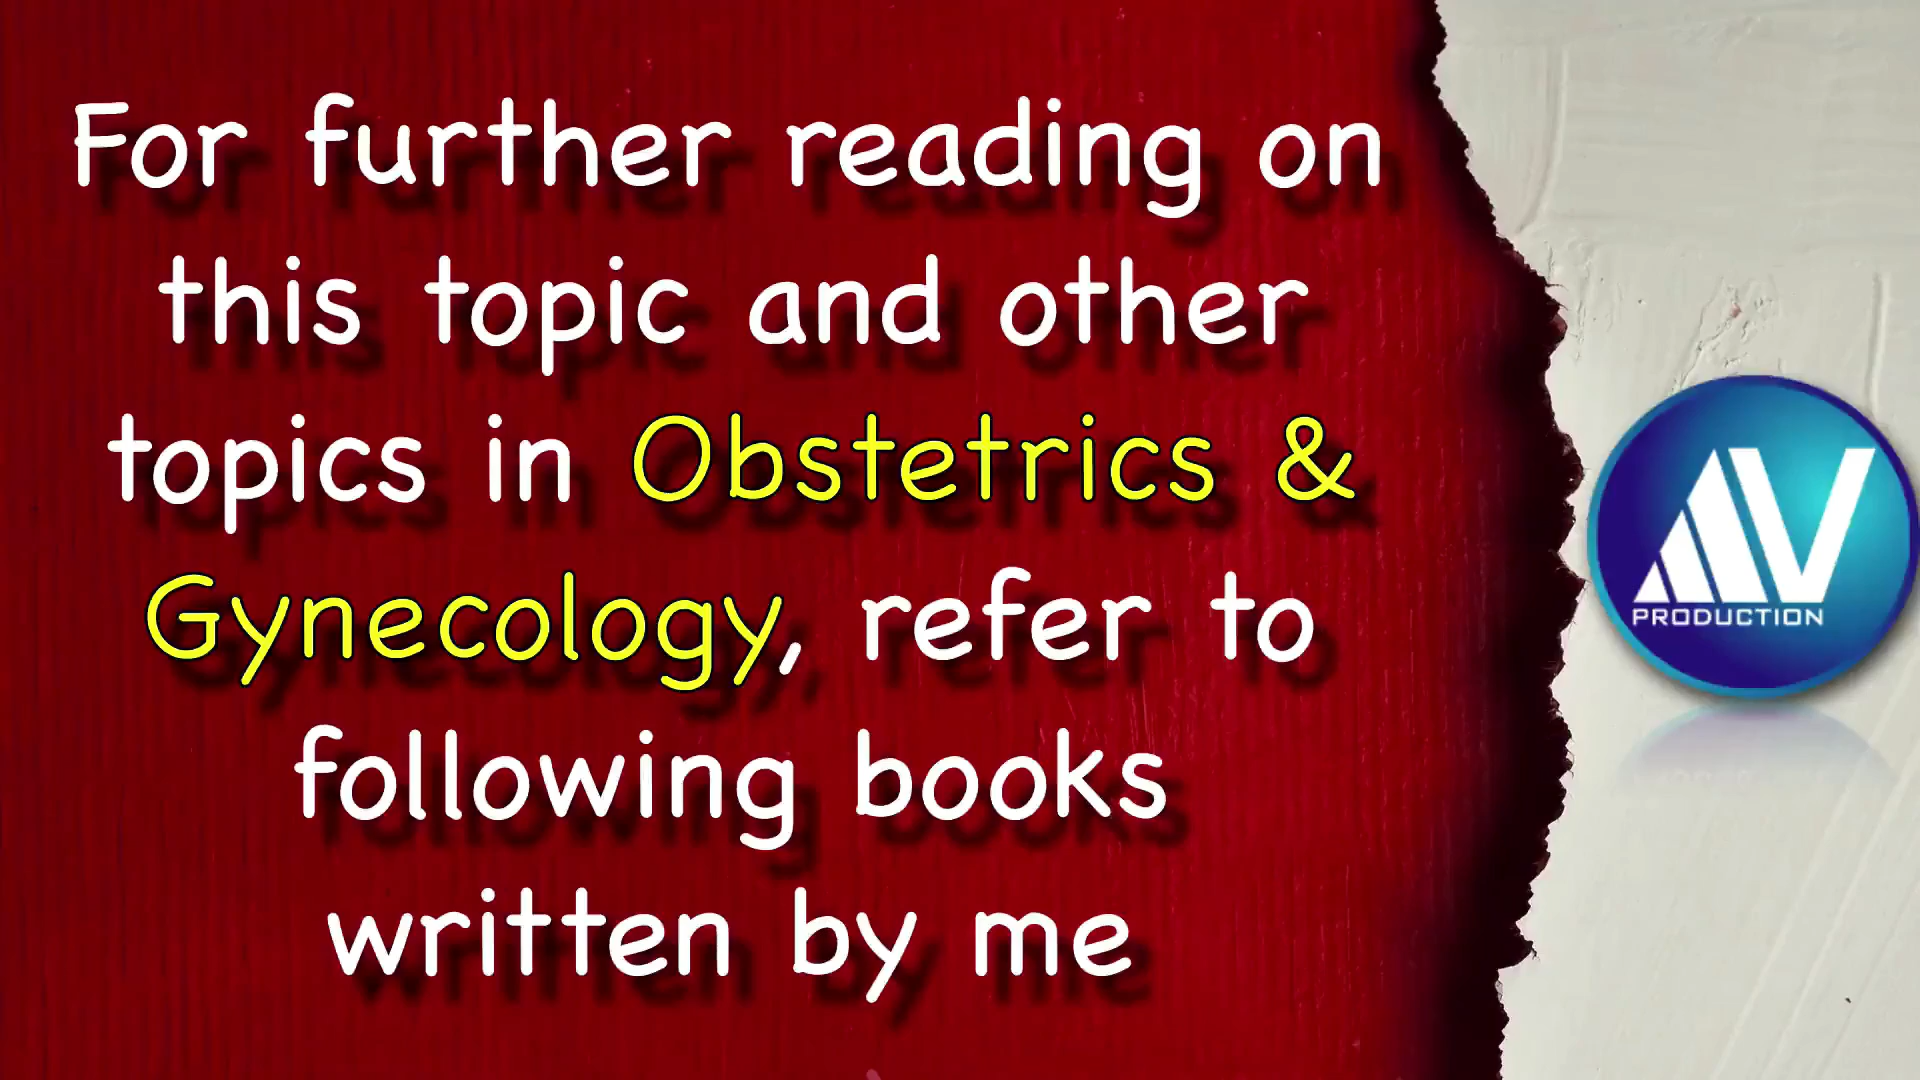 For further reading on
this topic and other
topics in Obstetrics &
Gynecology, refer to
following books
written by me
AV
PRODUCTION